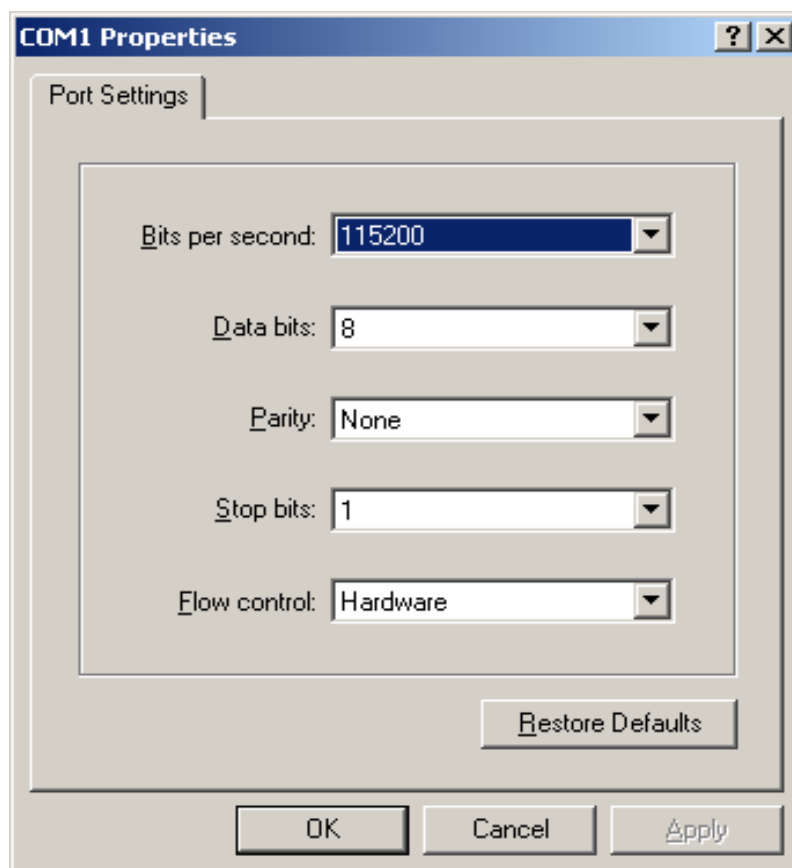 COM1 Properties
Port Settings
Bits per second: 115200
Data bits: 8
Parity: None
Stop bits: 1
Flow control: Hardware
Restore Defaults
OK Cancel Apply